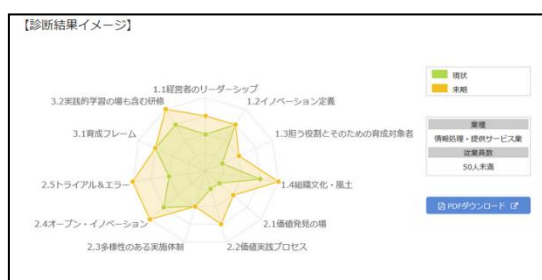 【診断結果イメージ】
1.1経営者のリーダーシップ
3.2実践的学習の場も含む研修
1.2イノベーション定義
3.1育成フレーム
1.3担う役割とそのための育成対象者
2.5トライアル&エラー
1.4組織文化・風土
2.4オープン・イノベーション
2.1価値発見の場
2.3多様性のある実施体制
2.2価値実践プロセス
現状
未来
業種
情報処理・提供サービス業
従業員数
50人未満
PDFダウンロード